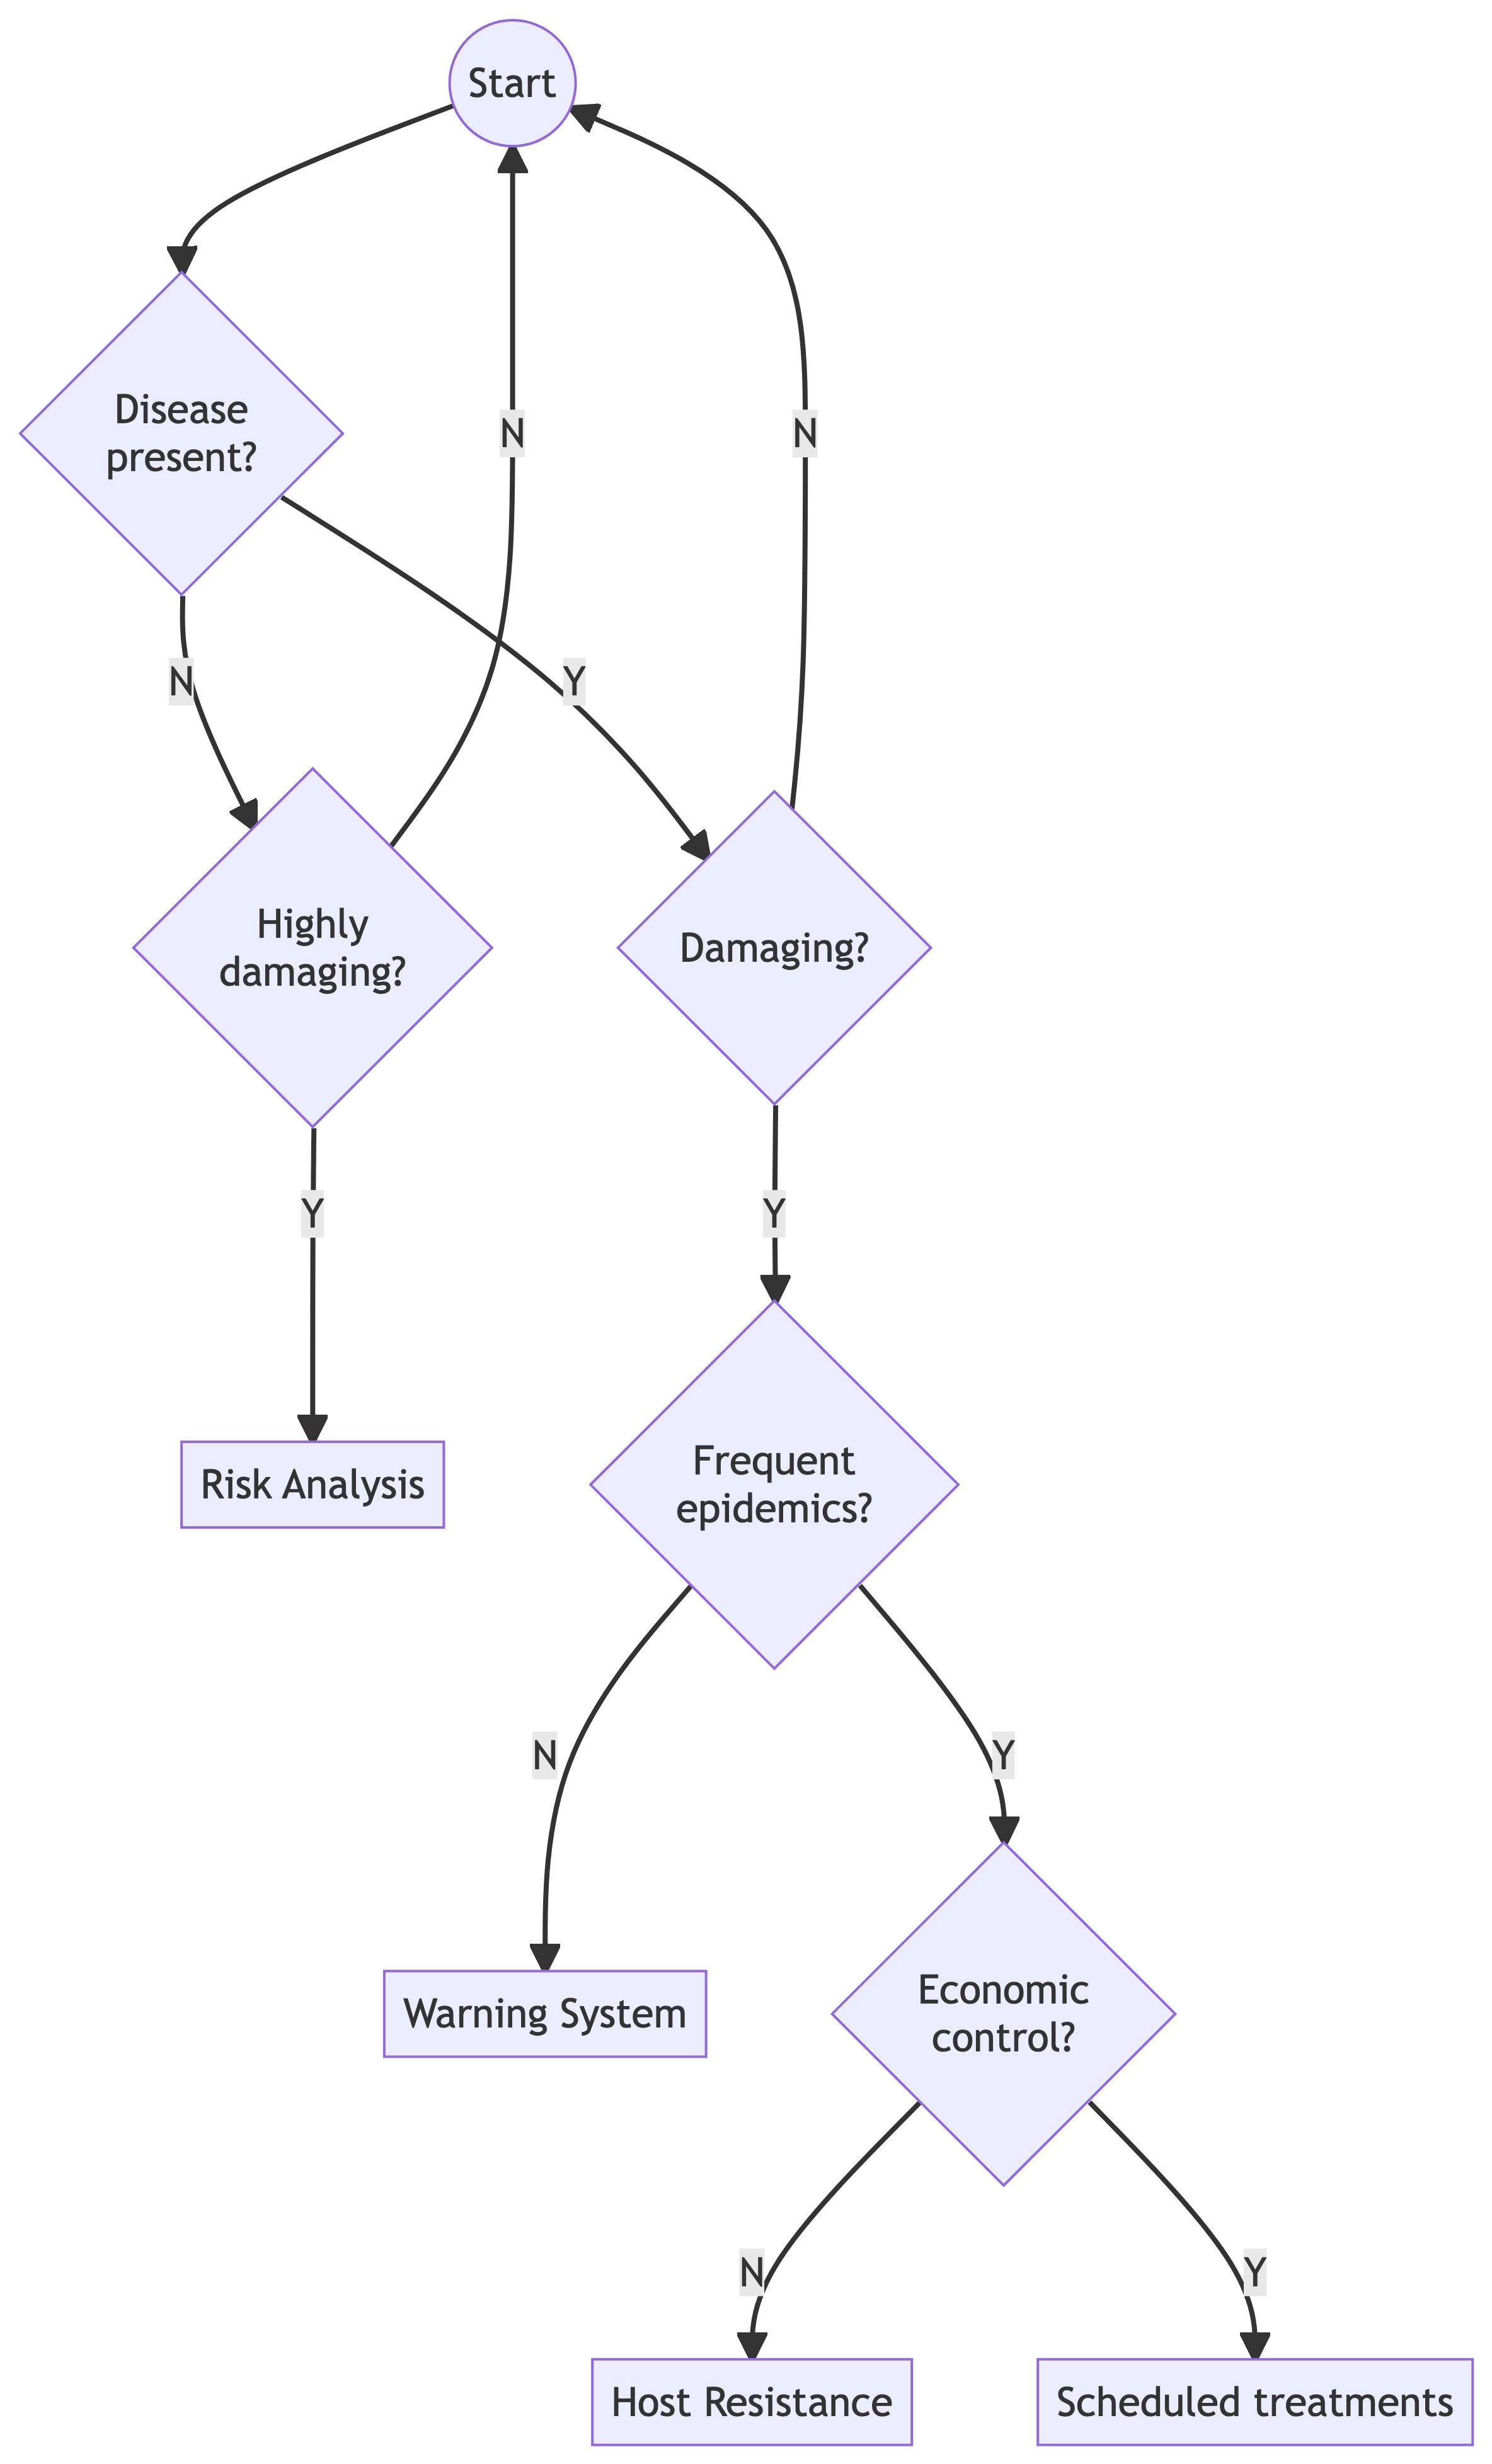 Start
Disease
present?
N
N
N
Y
Highly
damaging?
Damaging?
Y
Y
Risk Analysis
Frequent
epidemics?
N
Y
Warning System
Economic
control?
N
Y
Host Resistance
Scheduled treatments